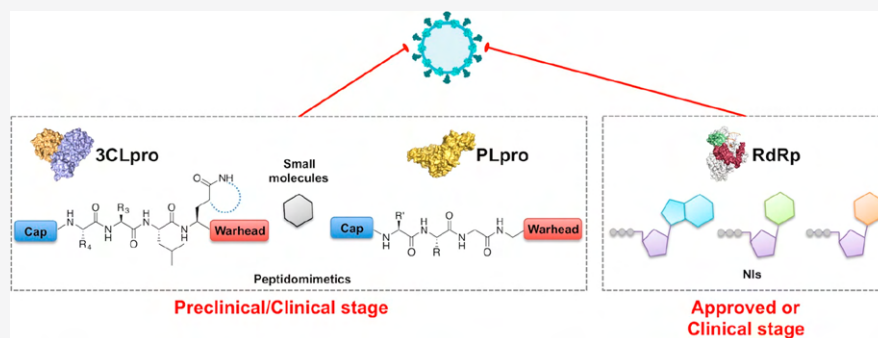 3CLpro
Small
molecules
PLpro
RdRp
O
NH
O
R₃
O
R'
O
O
Cap
N
H
R₄
N
H
O
N
H
O
Warhead
Cap
N
H
O
N
H
R
N
H
O
H
N
Warhead
Peptidomimetics
NIs
Preclinical/Clinical stage
Approved or
Clinical stage